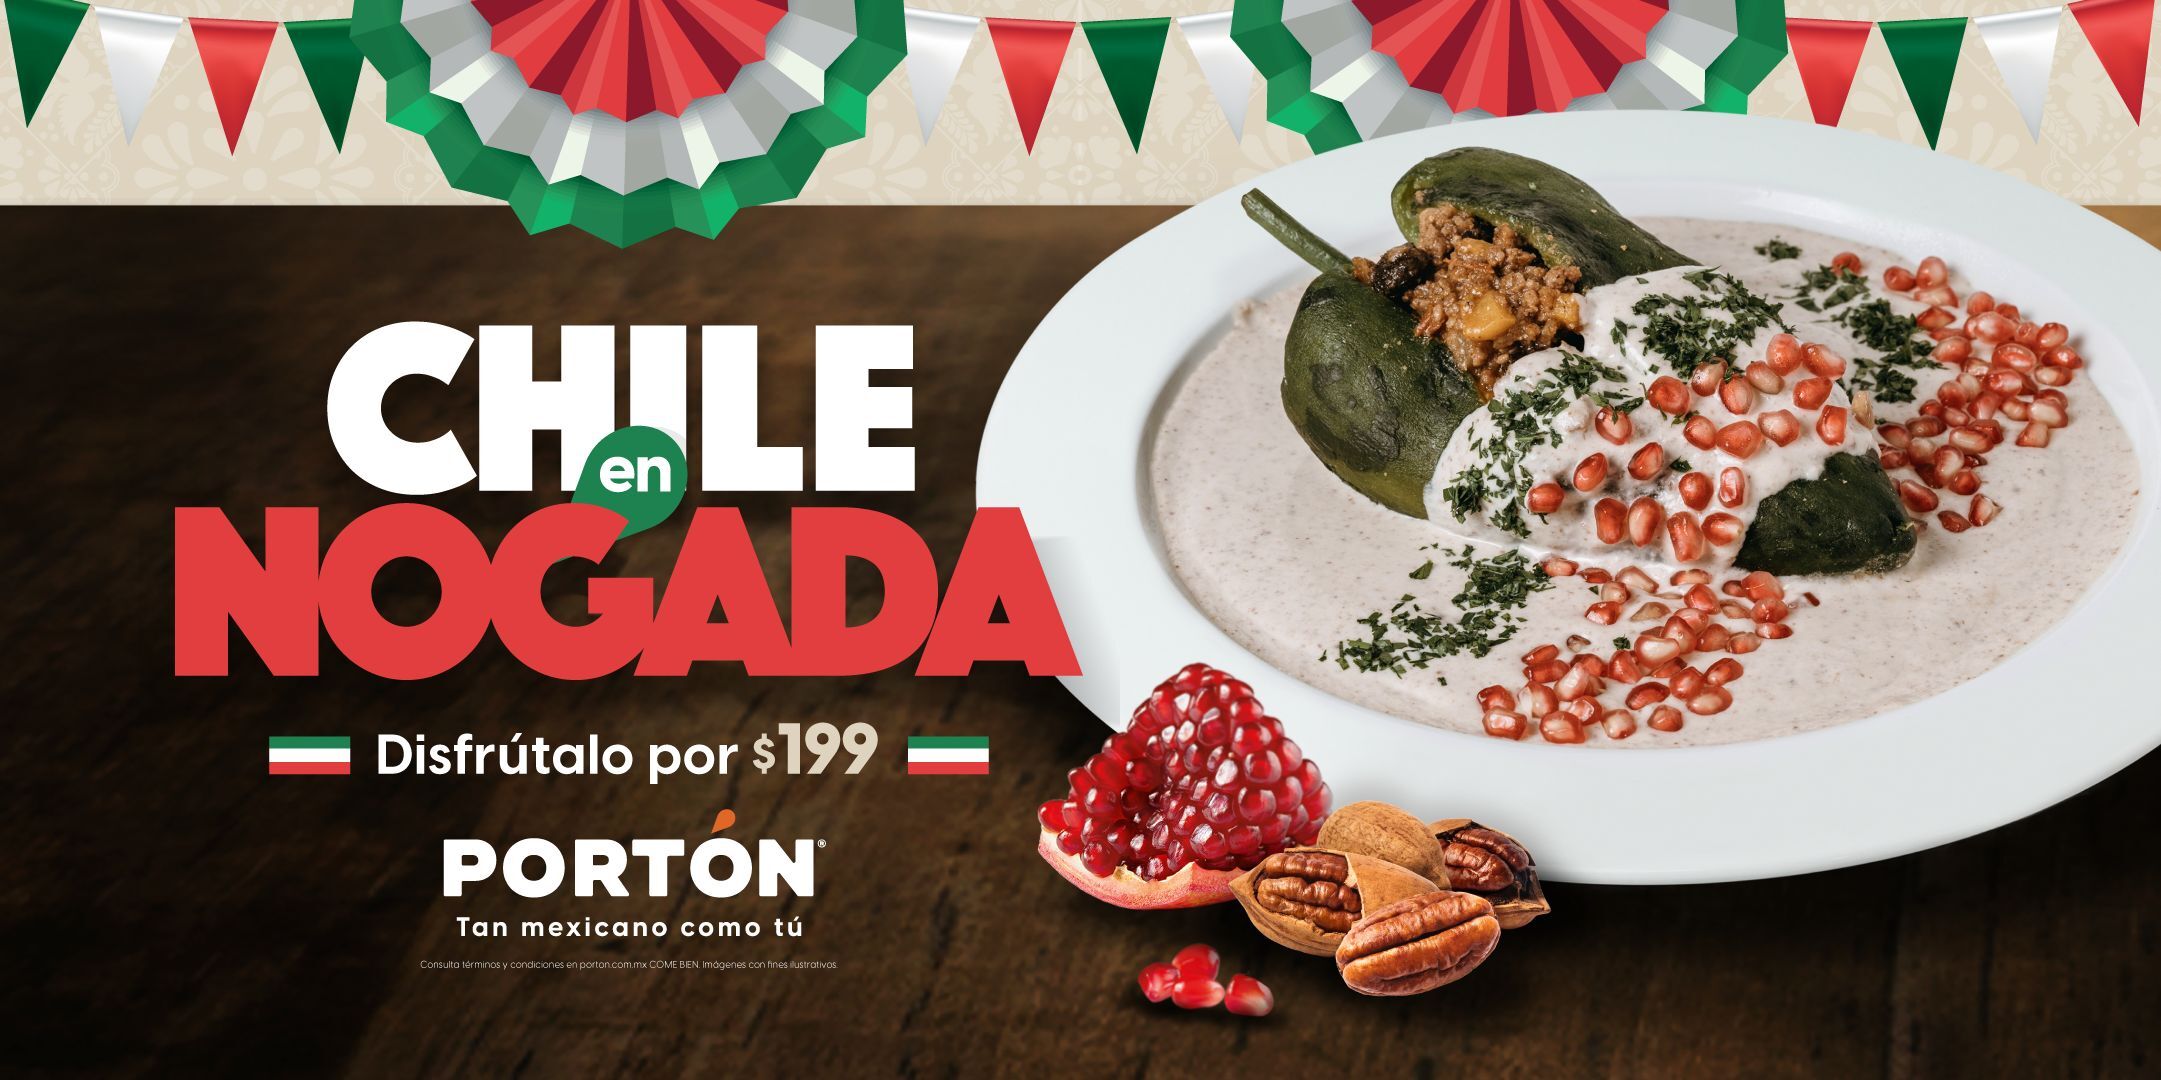 CHILE
en
NOGADA
Disfrútalo por $199
PORTÓN®
Tan mexicano como tú
Consulta términos y condiciones en porton.com.mx COME BIEN. Imágenes con fines ilustrativos.